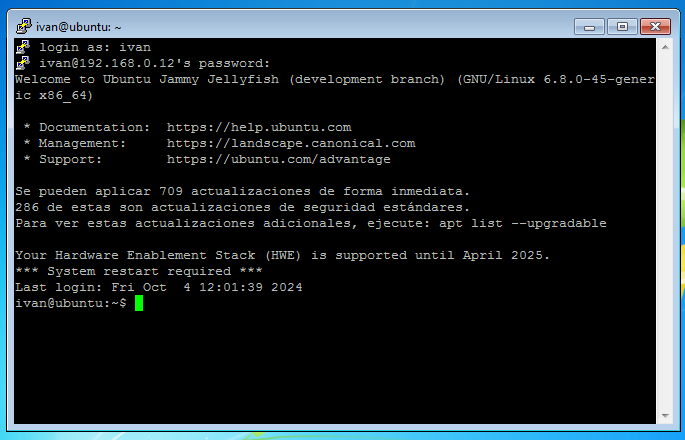 ivan@ubuntu: ~
login as: ivan
ivan@192.168.0.12's password:
Welcome to Ubuntu Jammy Jellyfish (development branch) (GNU/Linux 6.8.0-45-gener
ic x86_64)
* Documentation:  https://help.ubuntu.com
* Management:     https://landscape.canonical.com
* Support:        https://ubuntu.com/advantage
Se pueden aplicar 709 actualizaciones de forma inmediata.
286 de estas son actualizaciones de seguridad estándares.
Para ver estas actualizaciones adicionales, ejecute: apt list --upgradable
Your Hardware Enablement Stack (HWE) is supported until April 2025.
*** System restart required ***
Last login: Fri Oct  4 12:01:39 2024
ivan@ubuntu:~$